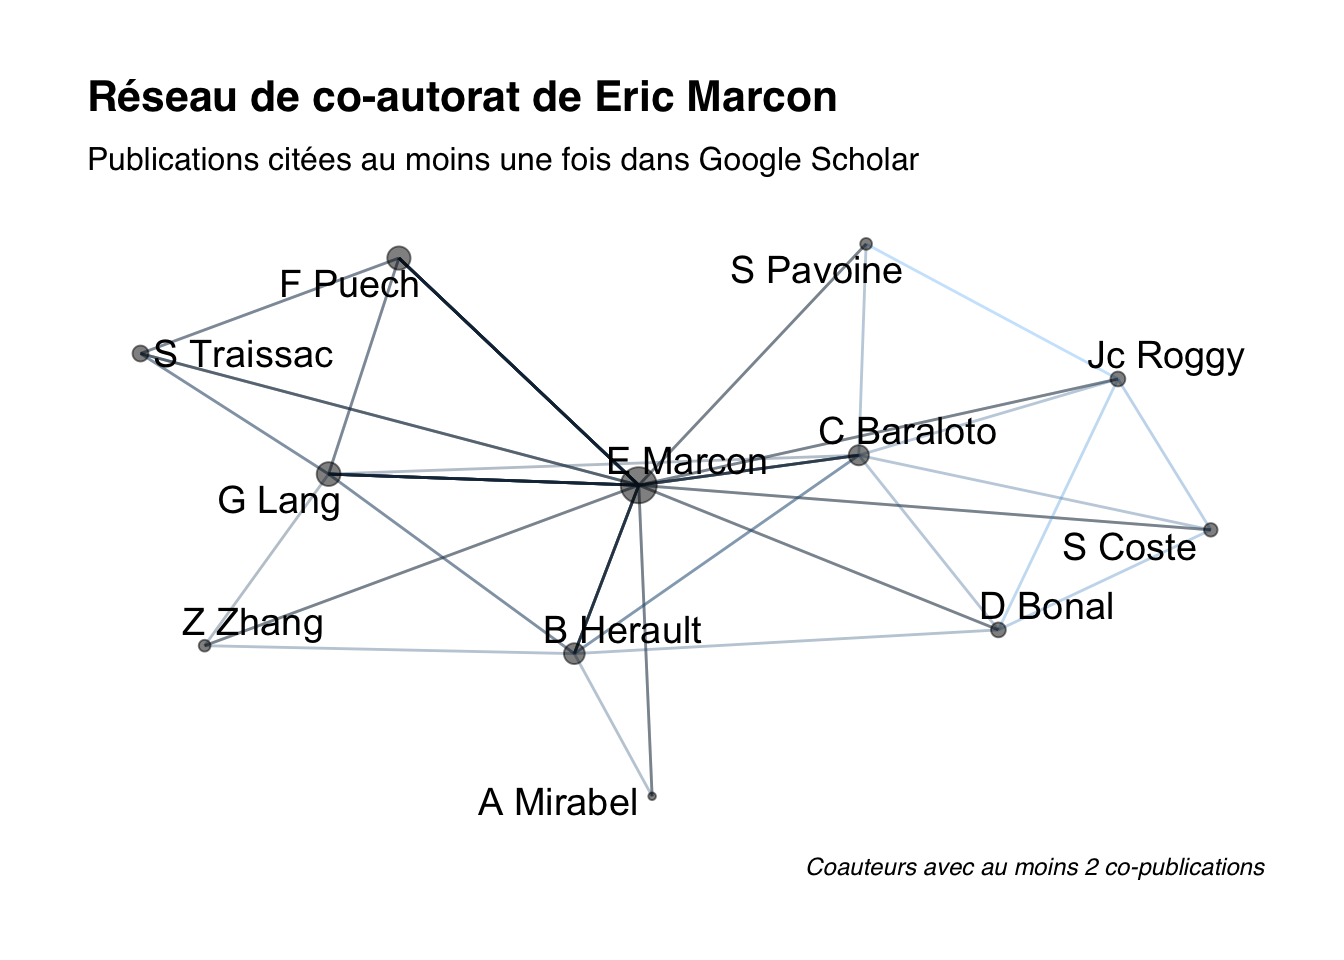 Réseau de co-autorat de Eric Marcon
Publications citées au moins une fois dans Google Scholar
S Pavoine
F Puech
S Traissac
Jc Roggy
C Baraloto
E Marcon
G Lang
S Coste
D Bonal
Z Zhang
B Herault
A Mirabel
Coauteurs avec au moins 2 co-publications